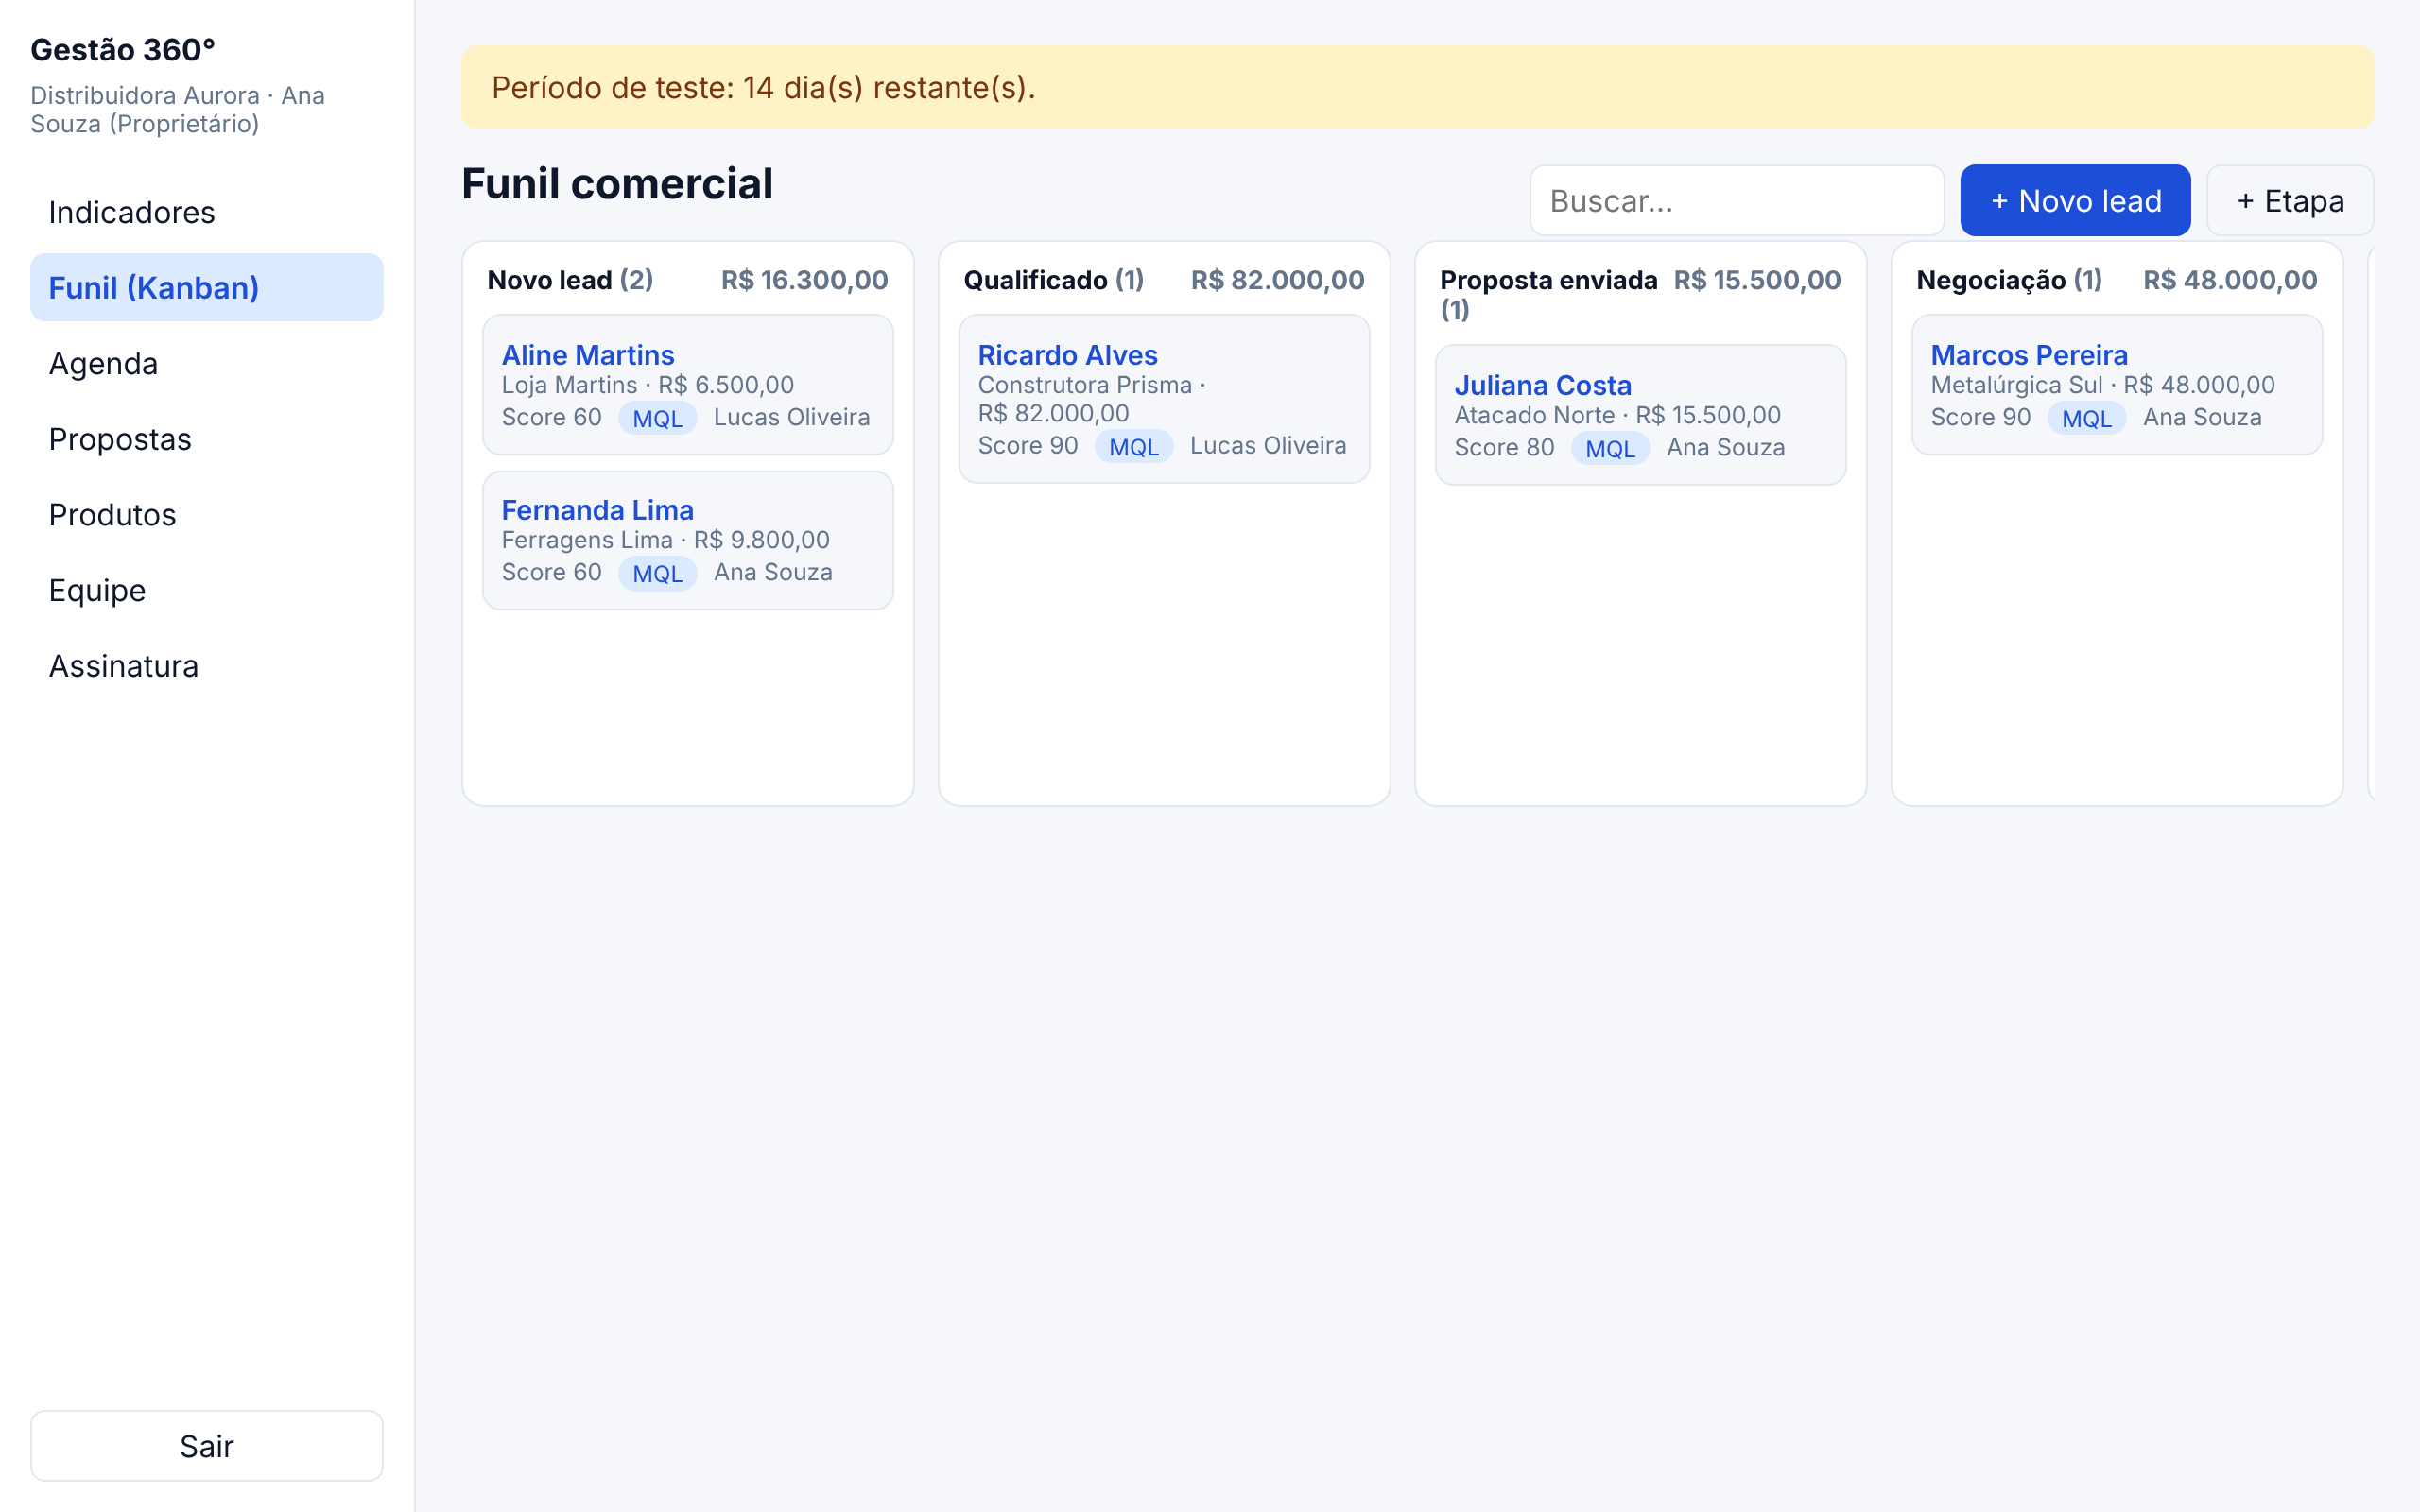 Gestão 360°
Distribuidora Aurora · Ana
Souza (Proprietário)
Indicadores
Funil (Kanban)
Agenda
Propostas
Produtos
Equipe
Assinatura
Sair
Período de teste: 14 dia(s) restante(s).
Funil comercial
Buscar...
+ Novo lead
+ Etapa
Novo lead (2) R$ 16.300,00
Aline Martins
Loja Martins · R$ 6.500,00
Score 60 MQL Lucas Oliveira
Fernanda Lima
Ferragens Lima · R$ 9.800,00
Score 60 MQL Ana Souza
Qualificado (1) R$ 82.000,00
Ricardo Alves
Construtora Prisma ·
R$ 82.000,00
Score 90 MQL Lucas Oliveira
Proposta enviada R$ 15.500,00
(1)
Juliana Costa
Atacado Norte · R$ 15.500,00
Score 80 MQL Ana Souza
Negociação (1) R$ 48.000,00
Marcos Pereira
Metalúrgica Sul · R$ 48.000,00
Score 90 MQL Ana Souza